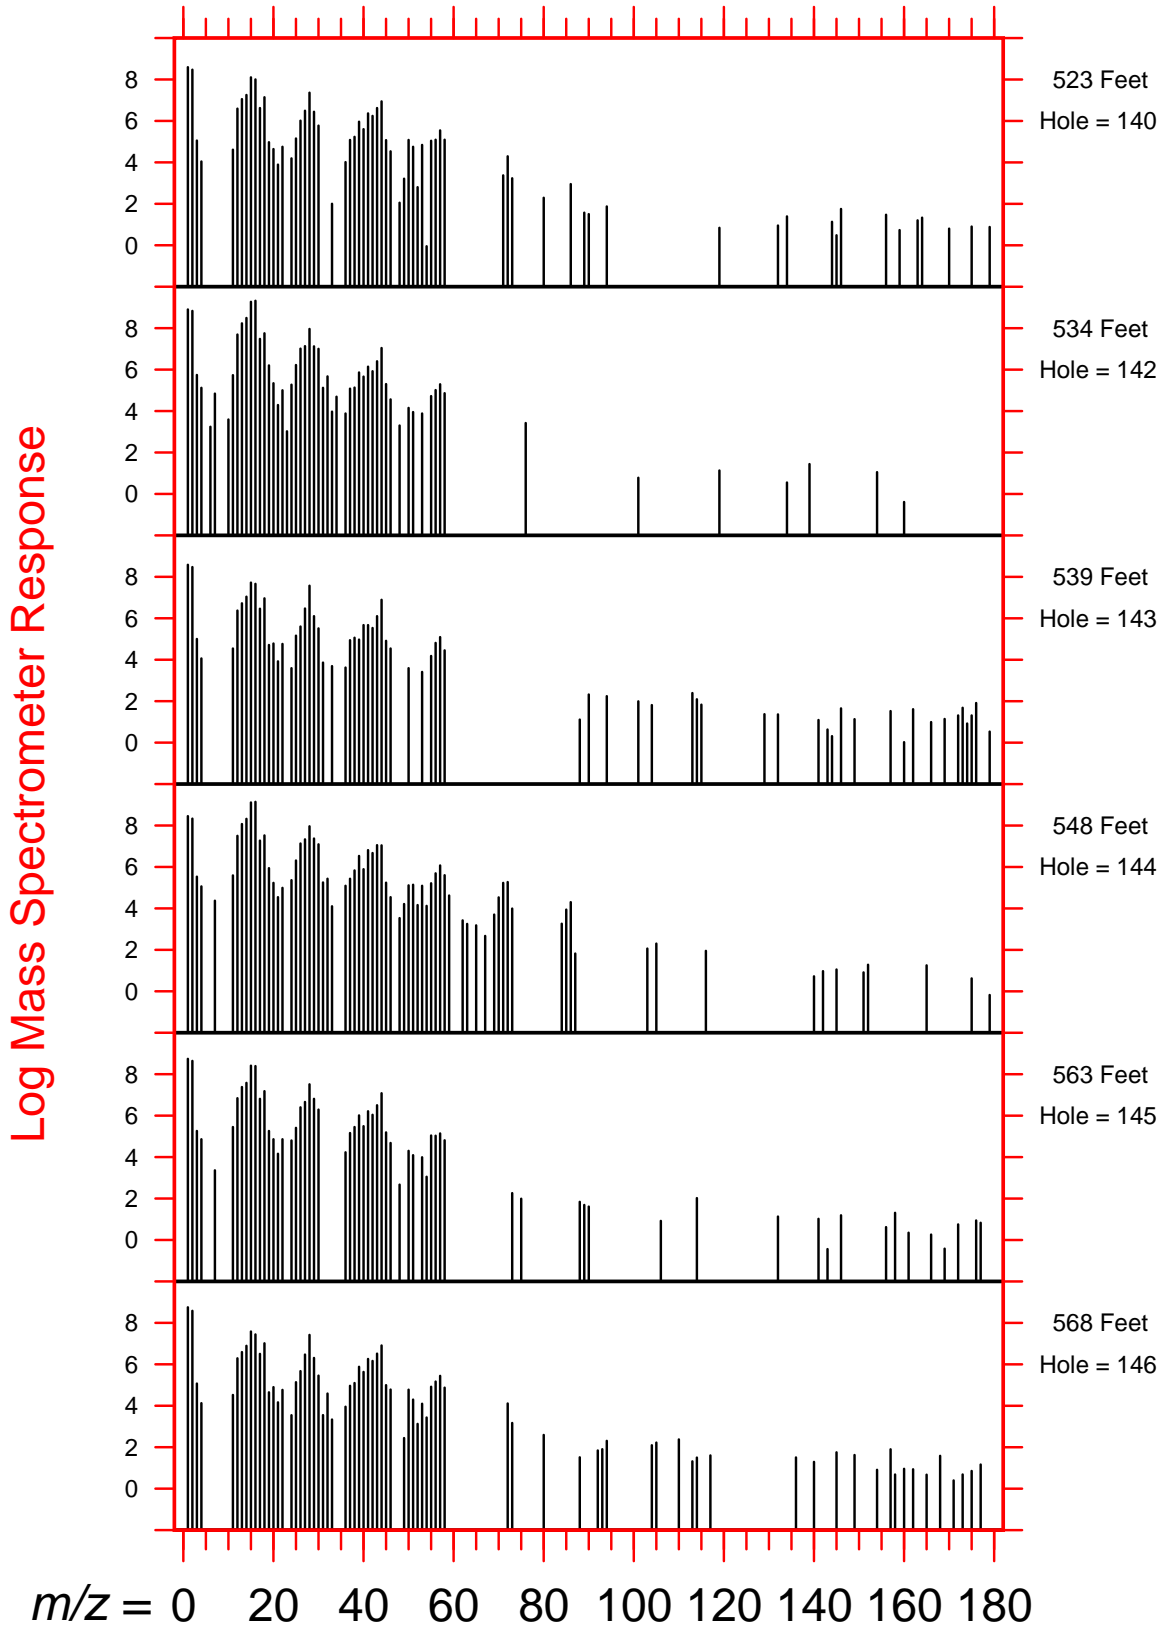 Log Mass Spectrometer Response
8
6
4
2
0
523 Feet
Hole = 140
8
6
4
2
0
534 Feet
Hole = 142
8
6
4
2
0
539 Feet
Hole = 143
8
6
4
2
0
548 Feet
Hole = 144
8
6
4
2
0
563 Feet
Hole = 145
8
6
4
2
0
568 Feet
Hole = 146
m/z = 0 20 40 60 80 100 120 140 160 180